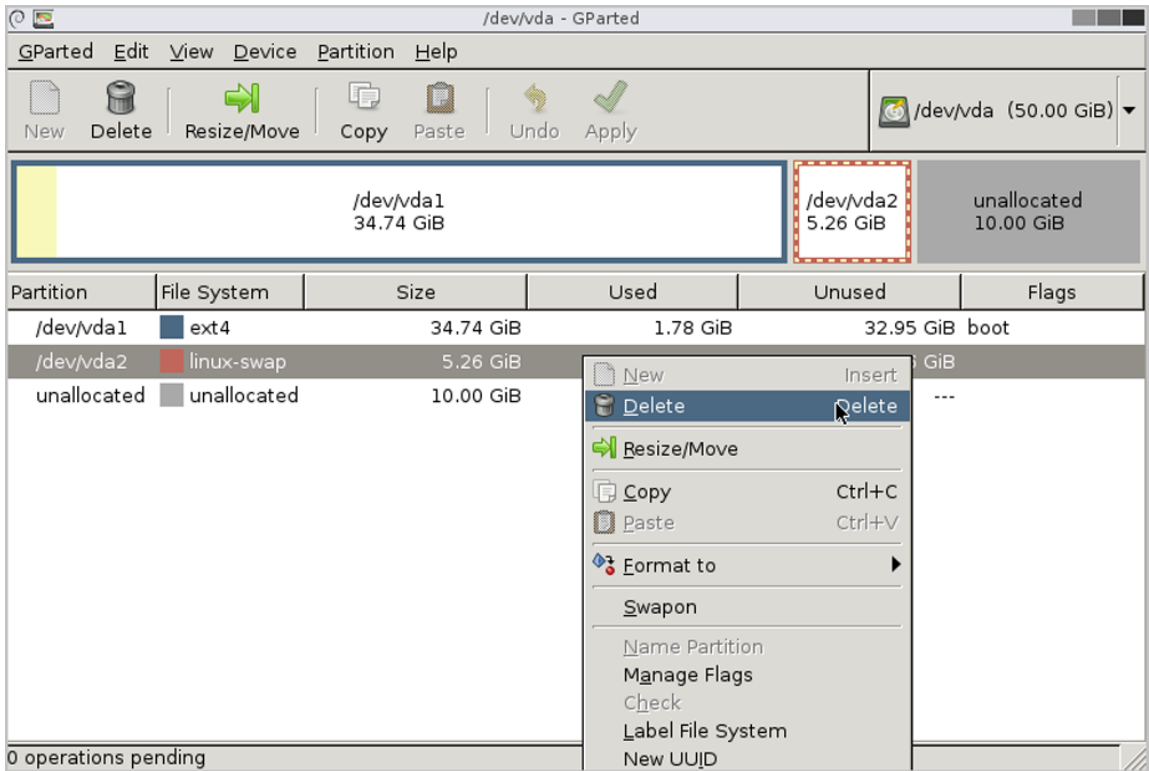 /dev/vda - GParted
GParted Edit View Device Partition Help
New Delete Resize/Move Copy Paste Undo Apply /dev/vda (50.00 GiB)
/dev/vda1
34.74 GiB
/dev/vda2
5.26 GiB
unallocated
10.00 GiB
Partition File System Size Used Unused Flags
/dev/vda1 ext4 34.74 GiB 1.78 GiB 32.95 GiB boot
/dev/vda2 linux-swap 5.26 GiB GiB
unallocated unallocated 10.00 GiB ---
New Insert
Delete Delete
Resize/Move
Copy Ctrl+C
Paste Ctrl+V
Format to
Swapon
Name Partition
Manage Flags
Check
Label File System
New UUID
0 operations pending